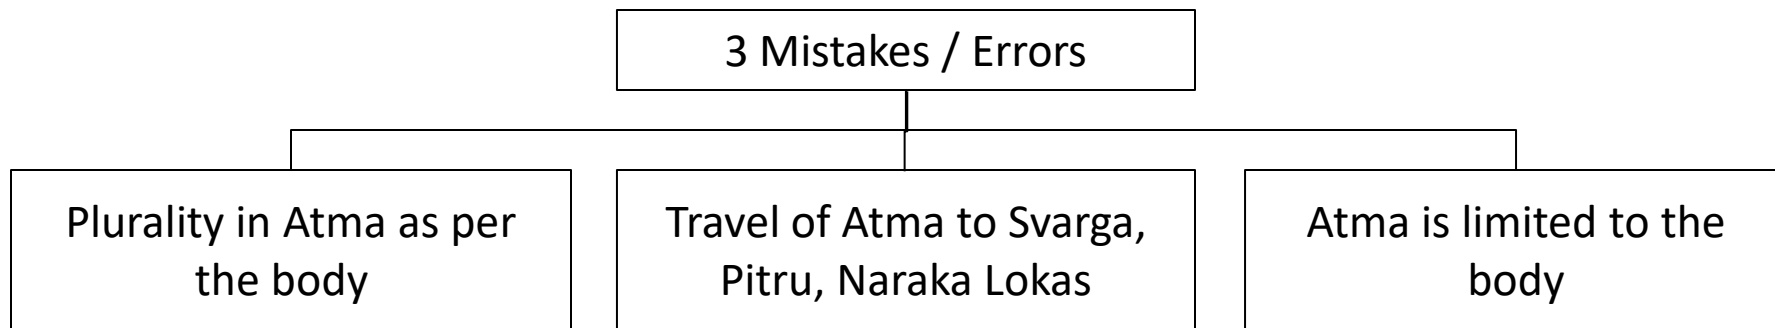 3 Mistakes / Errors
Plurality in Atma as per
the body
Travel of Atma to Svarga,
Pitru, Naraka Lokas
Atma is limited to the
body